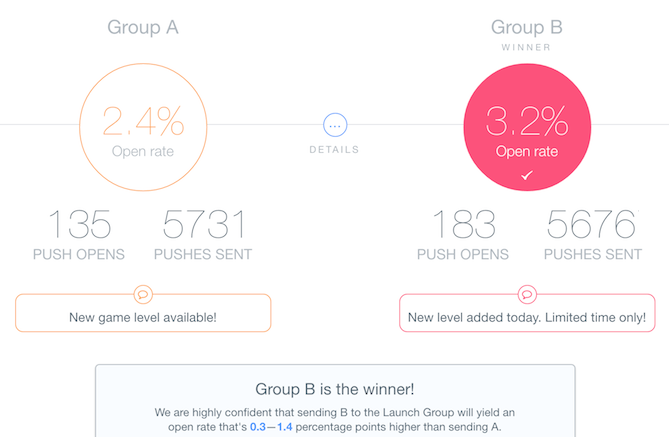 Group A
Group B
WINNER
2.4%
Open rate
...
DETAILS
3.2%
Open rate
135
PUSH OPENS
5731
PUSHES SENT
183
PUSH OPENS
5676
PUSHES SENT
New game level available!
New level added today. Limited time only!
Group B is the winner!
We are highly confident that sending B to the Launch Group will yield an
open rate that's 0.3—1.4 percentage points higher than sending A.